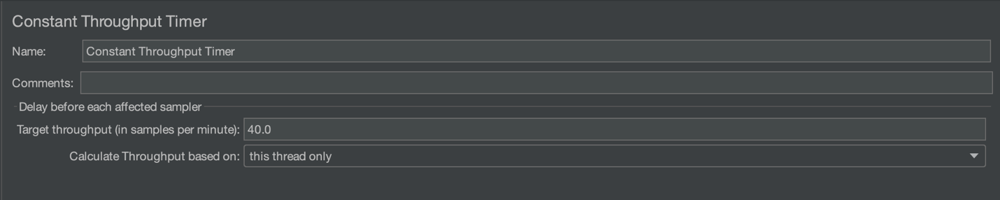 Constant Throughput Timer
Name: Constant Throughput Timer
Comments:
Delay before each affected sampler
Target throughput (in samples per minute): 40.0
Calculate Throughput based on: this thread only